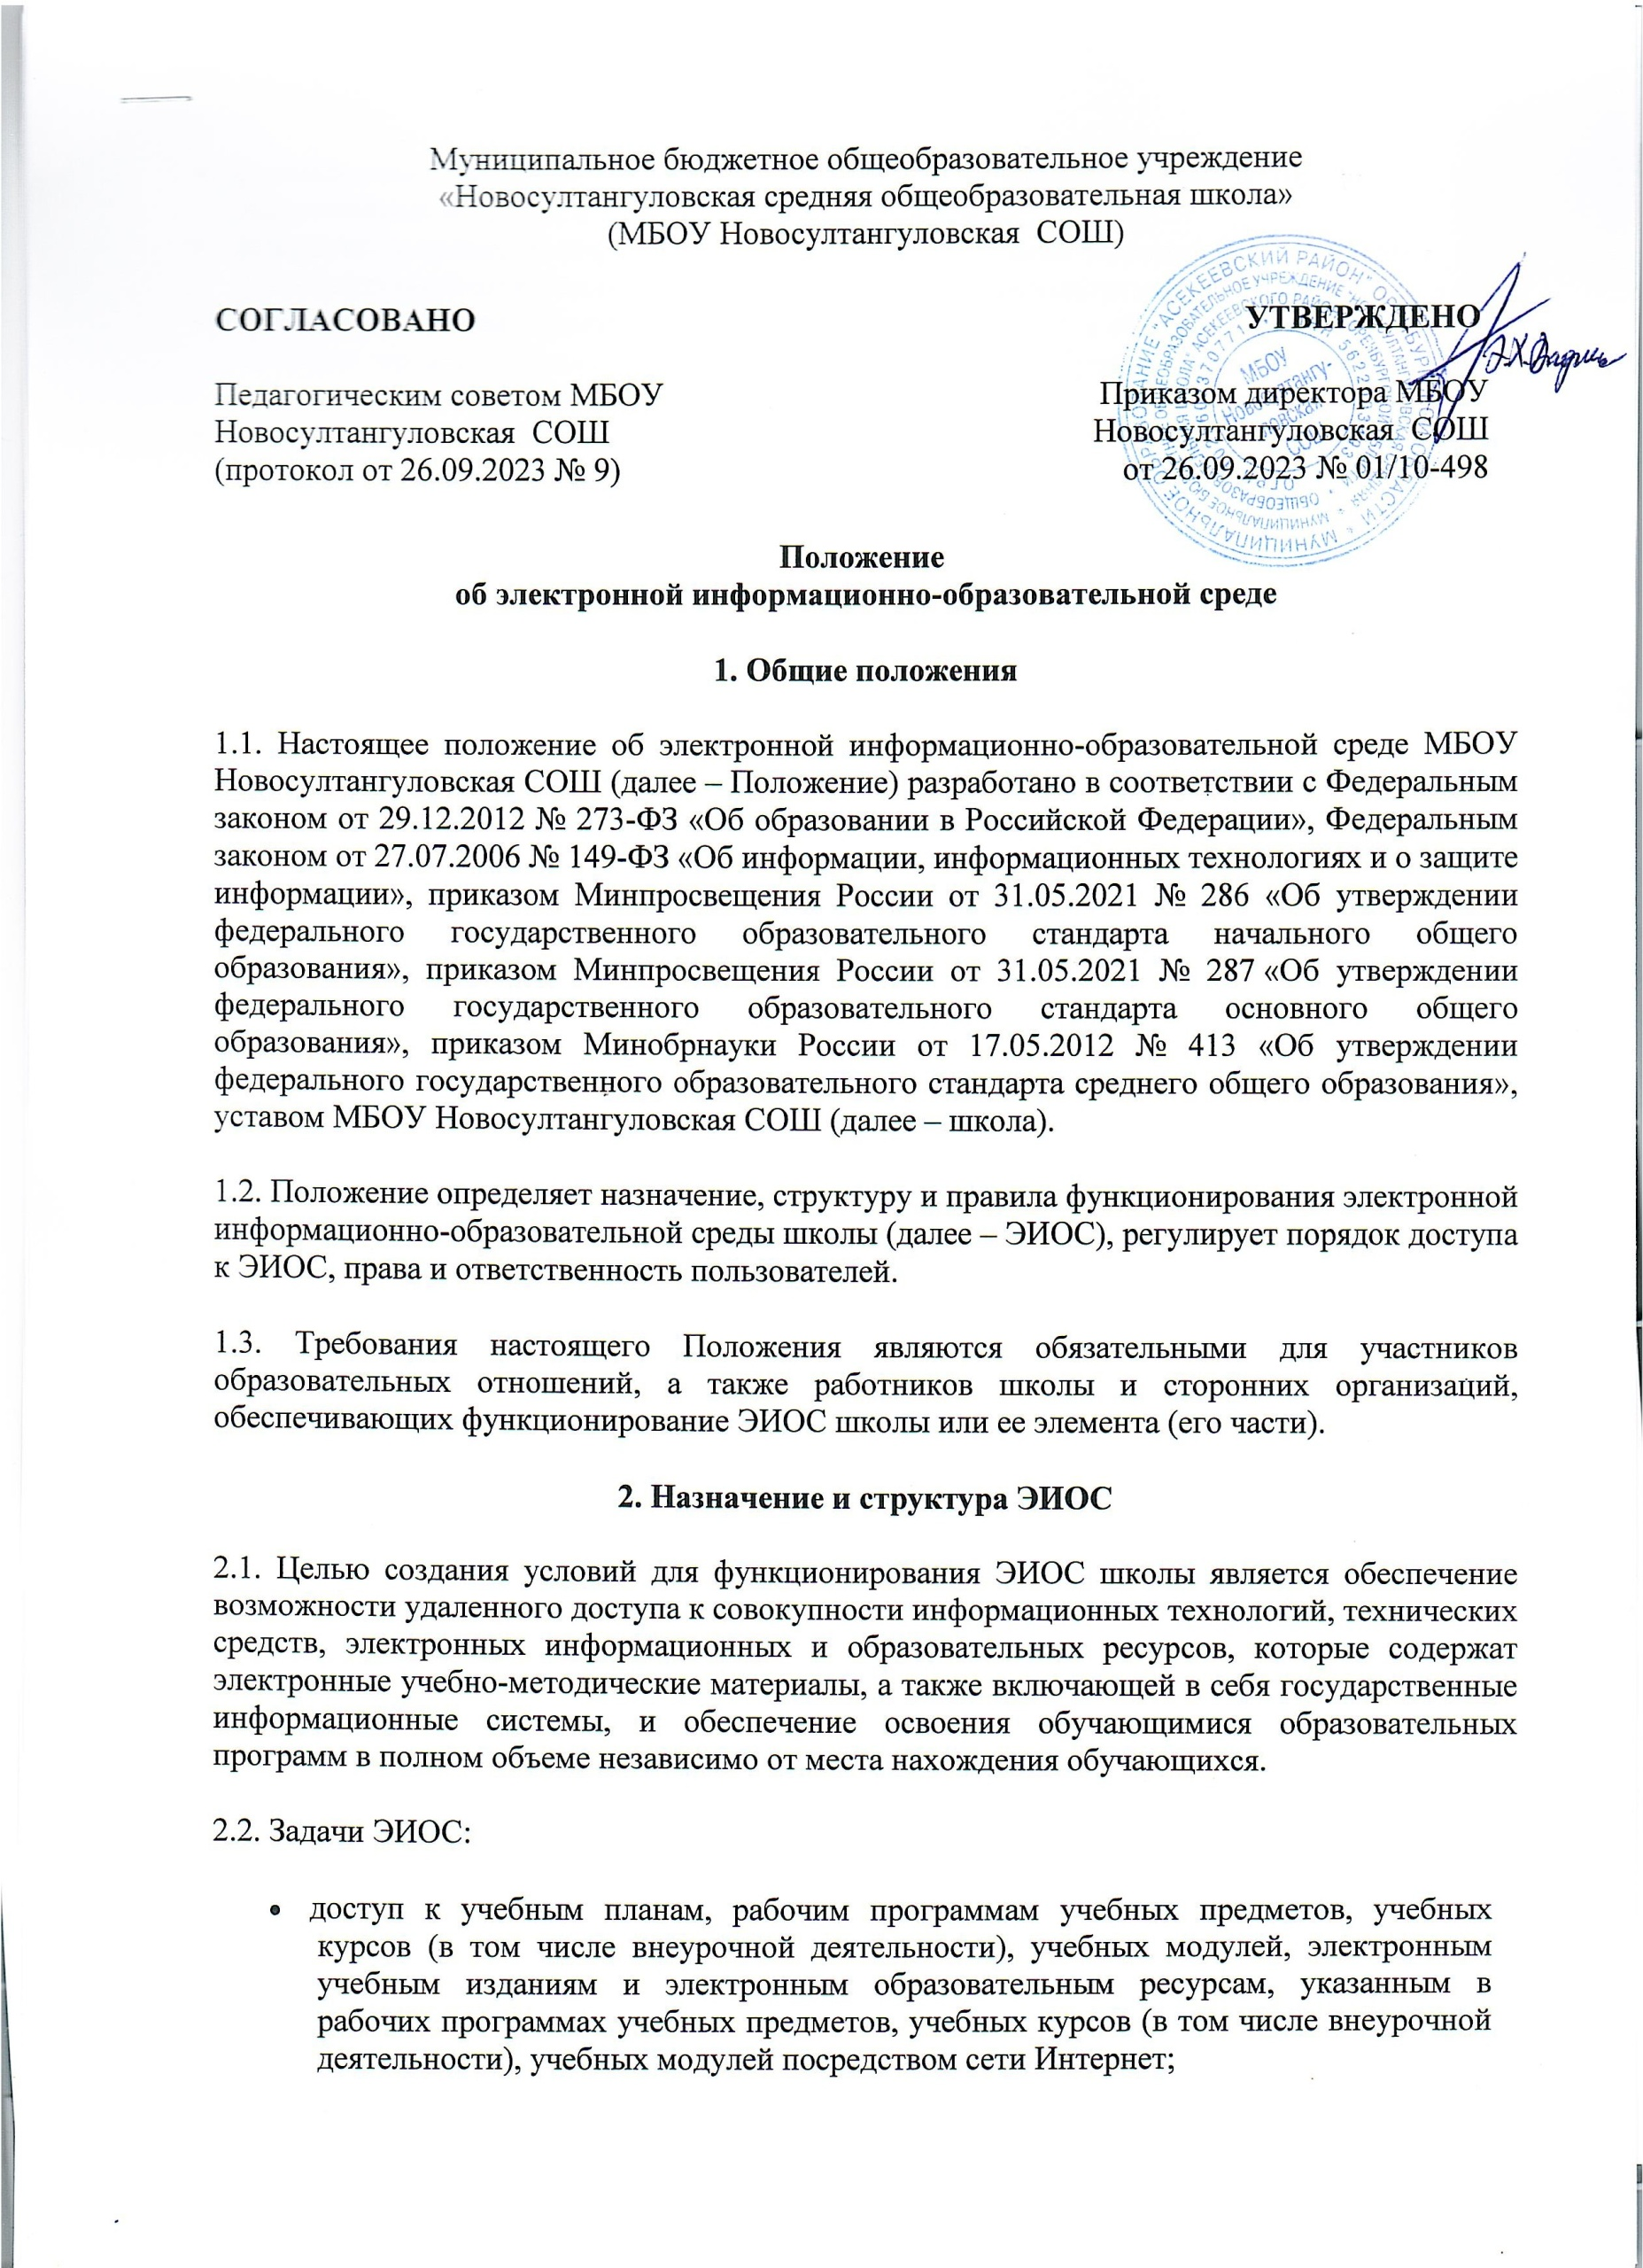 Муниципальное бюджетное общеобразовательное учреждение
«Новосултангуловская средняя общеобразовательная школа»
(МБОУ Новосултангуловская СОШ)
СОГЛАСОВАНО
Педагогическим советом МБОУ
Новосултангуловская СОШ
(протокол от 26.09.2023 № 9)
УТВЕРЖДЕНО
Приказом директора МБОУ
Новосултангуловская СОШ
от 26.09.2023 № 01/10-498
МБОУ
Новосултангу-
ловская
СОШ
Положение
об электронной информационно-образовательной среде
1. Общие положения
1.1. Настоящее положение об электронной информационно-образовательной среде МБОУ
Новосултангуловская СОШ (далее – Положение) разработано в соответствии с Федеральным
законом от 29.12.2012 № 273-ФЗ «Об образовании в Российской Федерации», Федеральным
законом от 27.07.2006 № 149-ФЗ «Об информации, информационных технологиях и о защите
информации», приказом Минпросвещения России от 31.05.2021 № 286 «Об утверждении
федерального государственного образовательного стандарта начального общего
образования», приказом Минпросвещения России от 31.05.2021 № 287 «Об утверждении
федерального государственного образовательного стандарта основного общего
образования», приказом Минобрнауки России от 17.05.2012 № 413 «Об утверждении
федерального государственного образовательного стандарта среднего общего образования»,
уставом МБОУ Новосултангуловская СОШ (далее – школа).
1.2. Положение определяет назначение, структуру и правила функционирования электронной
информационно-образовательной среды школы (далее – ЭИОС), регулирует порядок доступа
к ЭИОС, права и ответственность пользователей.
1.3. Требования настоящего Положения являются обязательными для участников
образовательных отношений, а также работников школы и сторонних организаций,
обеспечивающих функционирование ЭИОС школы или ее элемента (его части).
2. Назначение и структура ЭИОС
2.1. Целью создания условий для функционирования ЭИОС школы является обеспечение
возможности удаленного доступа к совокупности информационных технологий, технических
средств, электронных информационных и образовательных ресурсов, которые содержат
электронные учебно-методические материалы, а также включающей в себя государственные
информационные системы, и обеспечение освоения обучающимися образовательных
программ в полном объеме независимо от места нахождения обучающихся.
2.2. Задачи ЭИОС:
• доступ к учебным планам, рабочим программам учебных предметов, учебных
курсов (в том числе внеурочной деятельности), учебных модулей, электронным
учебным изданиям и электронным образовательным ресурсам, указанным в
рабочих программах учебных предметов, учебных курсов (в том числе внеурочной
деятельности), учебных модулей посредством сети Интернет;